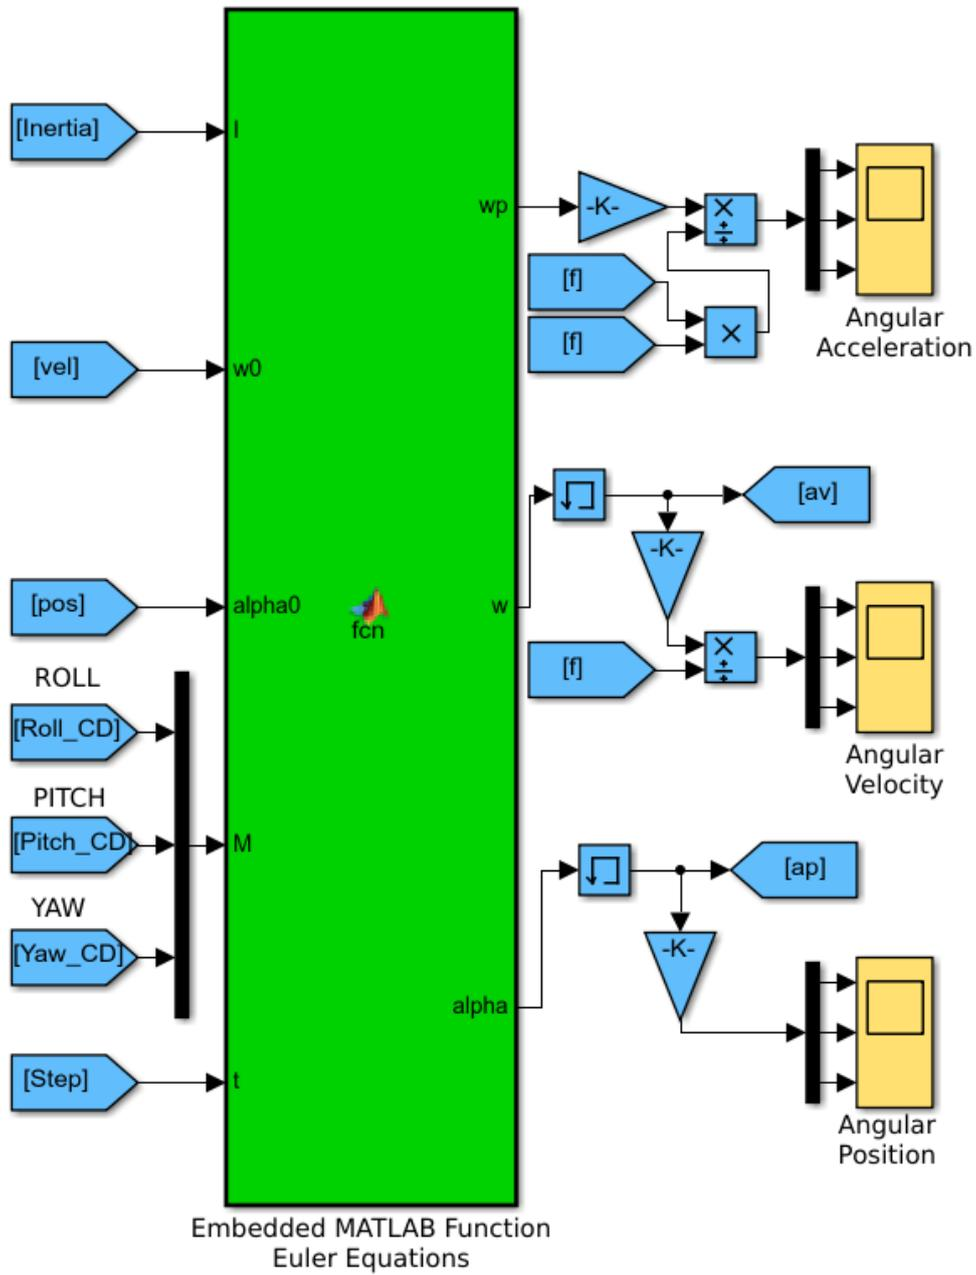 [Inertia]
I
wp
-K-
×
÷
[f]
[f]
×
Angular
Acceleration
[vel]
w0
[av]
-K-
[pos]
alpha0
fcn
w
×
÷
[f]
Angular
Velocity
ROLL
[Roll_CD]
PITCH
[Pitch_CD]
M
YAW
[Yaw_CD]
[ap]
-K-
alpha
[Step]
t
Angular
Position
Embedded MATLAB Function
Euler Equations